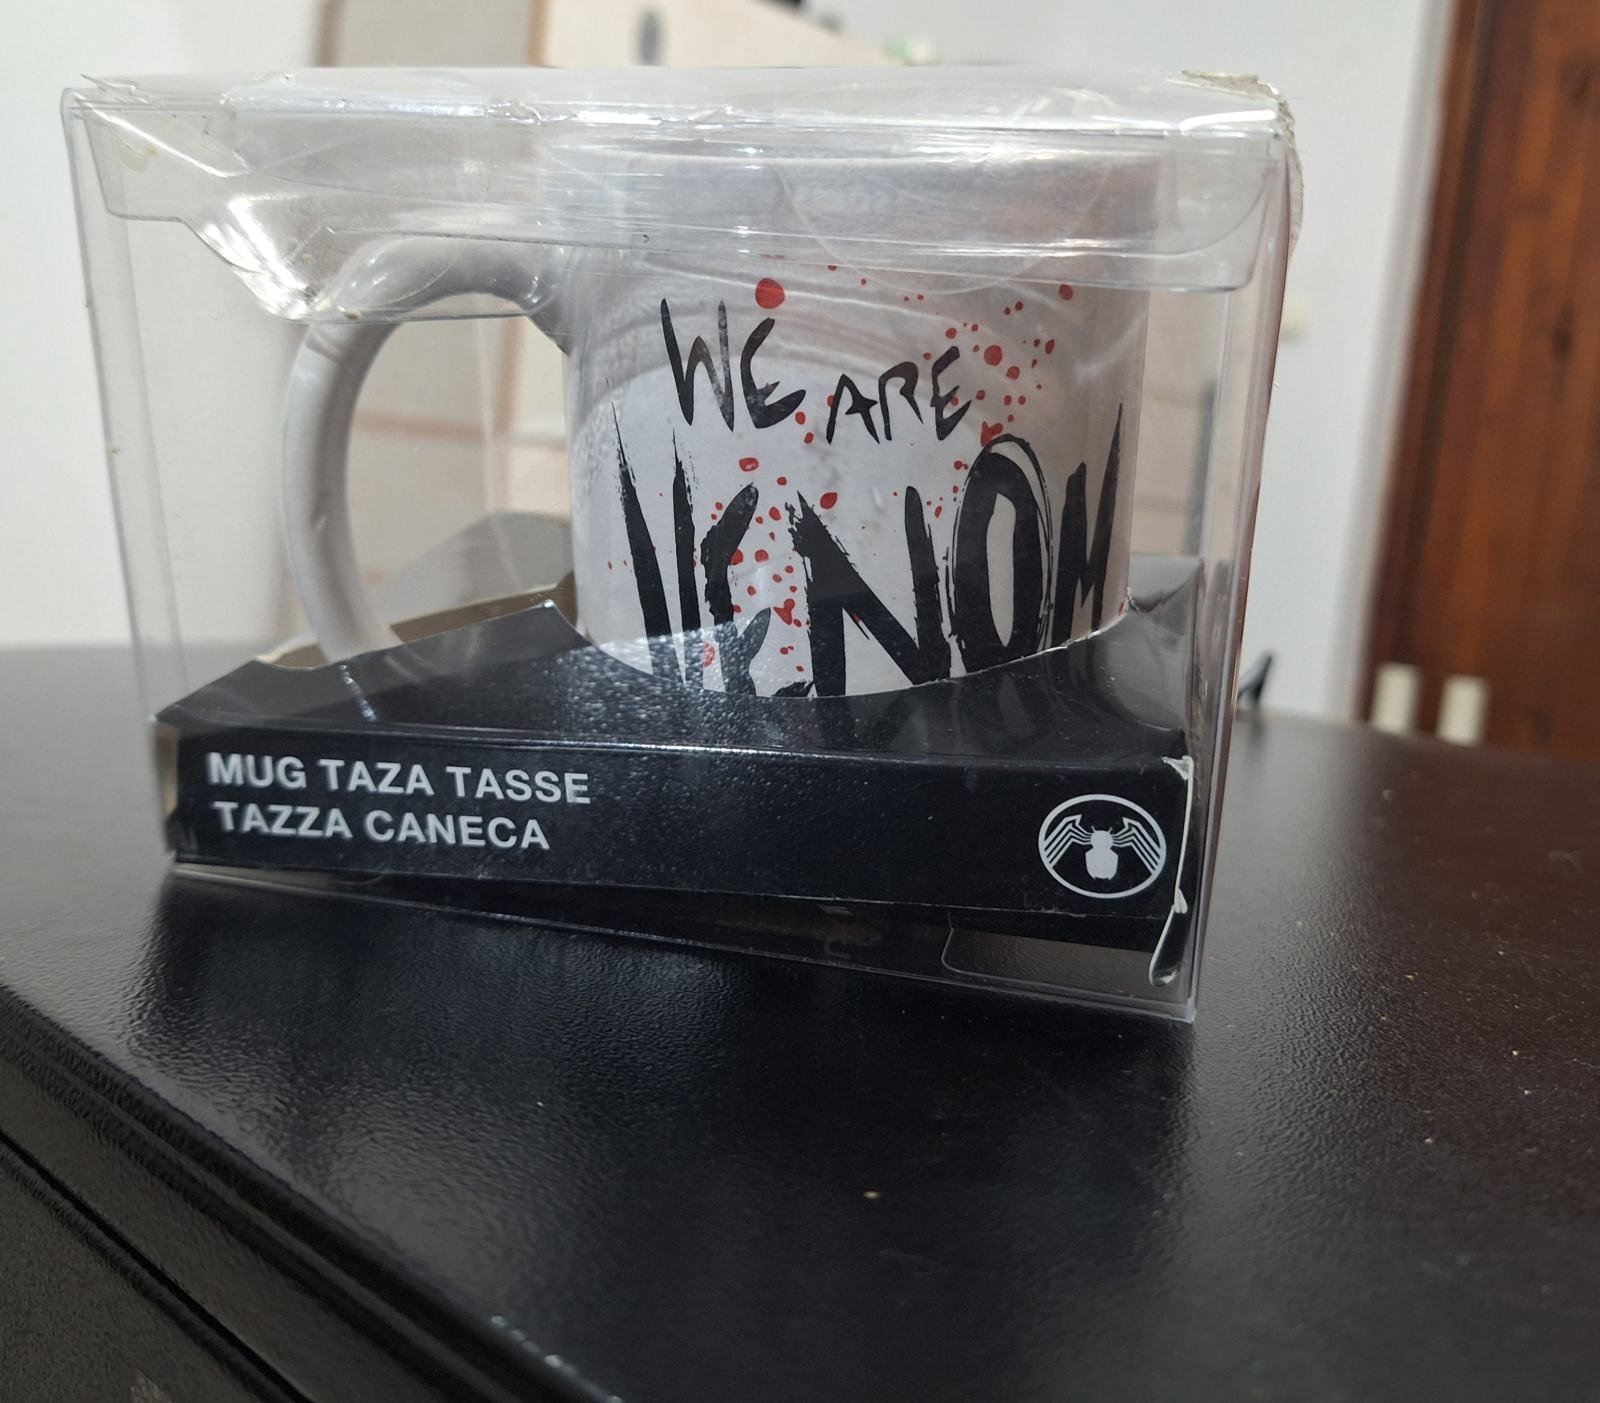 WE ARE
VENOM
MUG TAZA TASSE
TAZZA CANECA